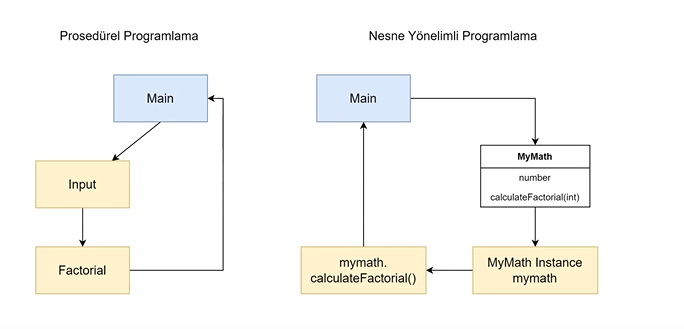 Prosedürel Programlama
Main
Input
Factorial
Nesne Yönelimli Programlama
Main
MyMath
number
calculateFactorial(int)
MyMath Instance
mymath
mymath.
calculateFactorial()